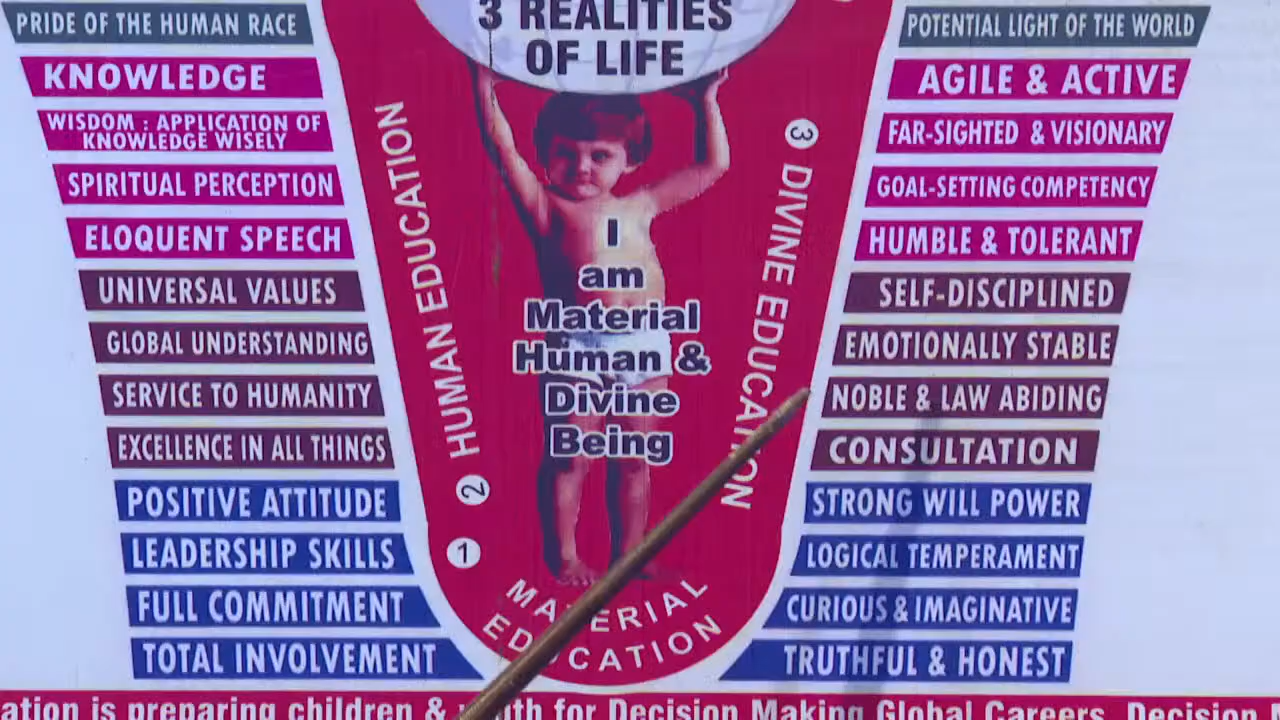 3 REALITIES
OF LIFE
PRIDE OF THE HUMAN RACE
KNOWLEDGE
WISDOM : APPLICATION OF
KNOWLEDGE WISELY
SPIRITUAL PERCEPTION
ELOQUENT SPEECH
UNIVERSAL VALUES
GLOBAL UNDERSTANDING
SERVICE TO HUMANITY
EXCELLENCE IN ALL THINGS
POSITIVE ATTITUDE
LEADERSHIP SKILLS
FULL COMMITMENT
TOTAL INVOLVEMENT
2 HUMAN EDUCATION
I
am
Material
Human &
Divine
Being
3 DIVINE EDUCATION
1
MATERIAL
EDUCATION
POTENTIAL LIGHT OF THE WORLD
AGILE & ACTIVE
FAR-SIGHTED & VISIONARY
GOAL-SETTING COMPETENCY
HUMBLE & TOLERANT
SELF-DISCIPLINED
EMOTIONALLY STABLE
NOBLE & LAW ABIDING
CONSULTATION
STRONG WILL POWER
LOGICAL TEMPERAMENT
CURIOUS & IMAGINATIVE
TRUTHFUL & HONEST
is preparing children & for Decision Making Global Careers. Decision